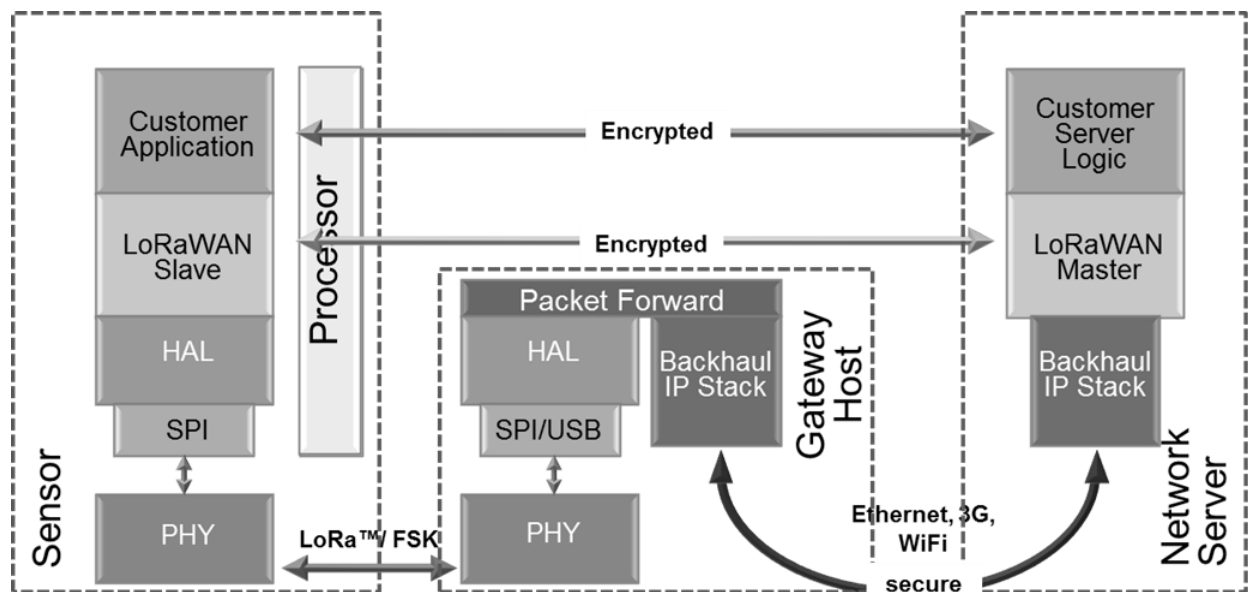 Customer
Application
LoRaWAN
Slave
HAL
SPI
PHY
Sensor
Processor
Encrypted
Encrypted
Packet Forward
HAL
SPI/USB
PHY
Backhaul
IP Stack
Gateway
Host
LoRa™/ FSK
Ethernet, 3G,
WiFi
secure
Customer
Server
Logic
LoRaWAN
Master
Backhaul
IP Stack
Network
Server